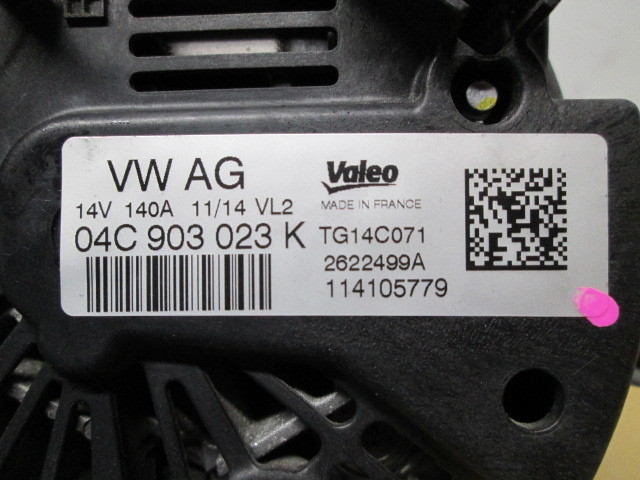 VW AG
14V 140A 11/14 VL2
04C 903 023 K
Valeo
MADE IN FRANCE
TG14C071
2622499A
114105779